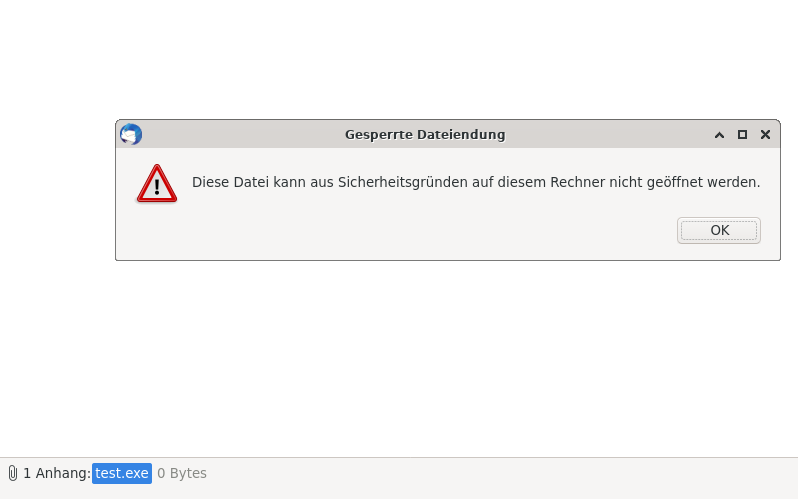 Gesperrte Dateiendung
Diese Datei kann aus Sicherheitsgründen auf diesem Rechner nicht geöffnet werden.
OK
1 Anhang: test.exe 0 Bytes